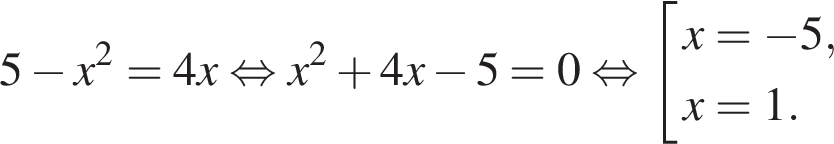 5 − x² = 4x ⇔ x² + 4x − 5 = 0 ⇔ [ x = −5,
x = 1.